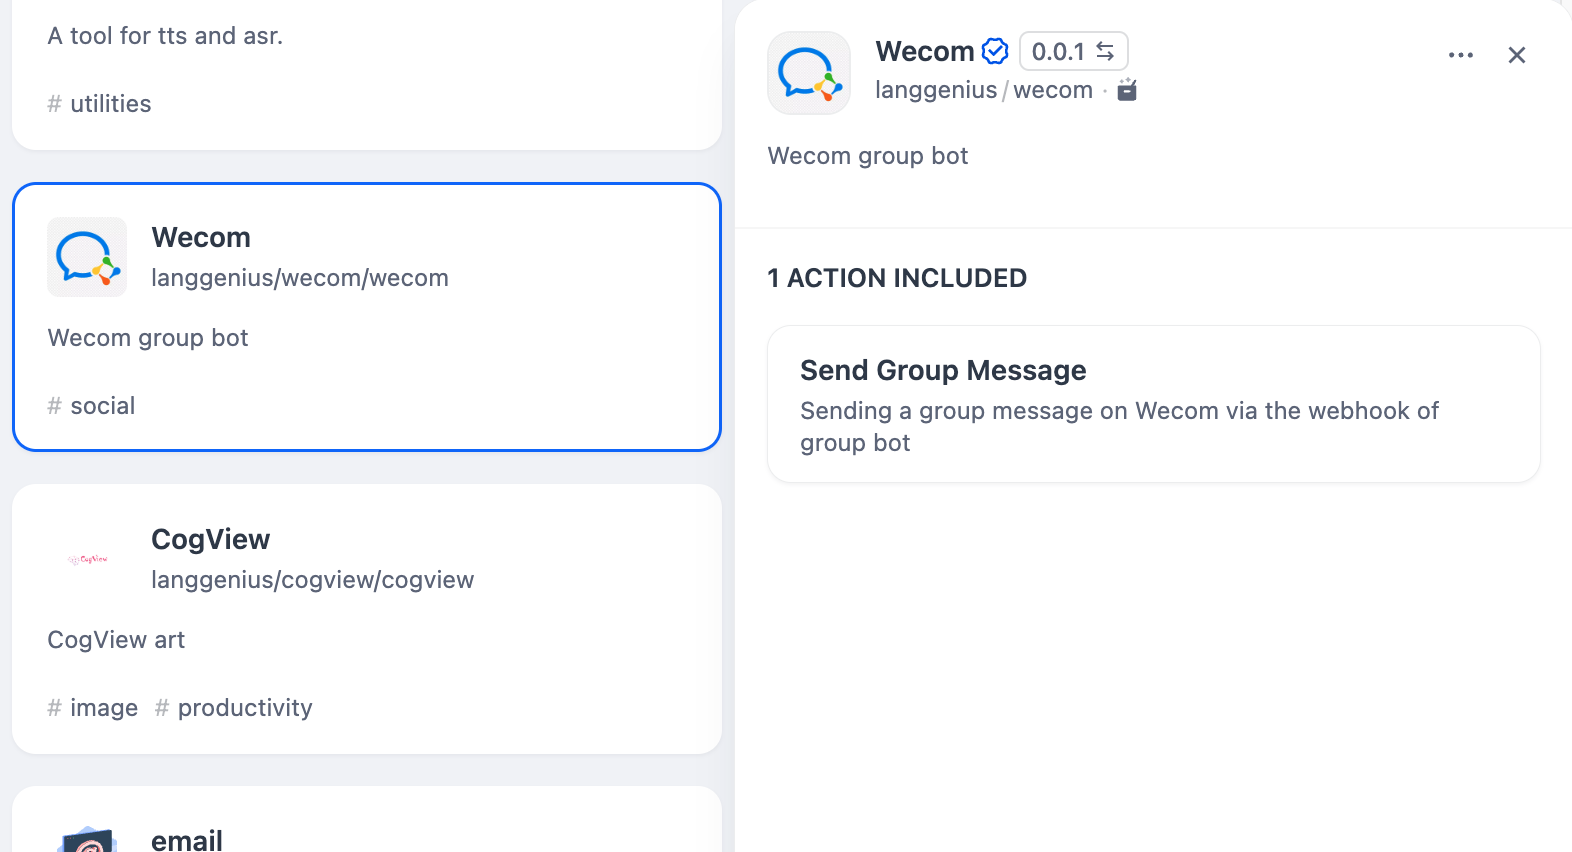 A tool for tts and asr.
# utilities
Wecom
langgenius/wecom/wecom
Wecom group bot
# social
CogView
CogView
langgenius/cogview/cogview
CogView art
# image # productivity
email
Wecom 0.0.1
langgenius / wecom ·
Wecom group bot
1 ACTION INCLUDED
Send Group Message
Sending a group message on Wecom via the webhook of
group bot